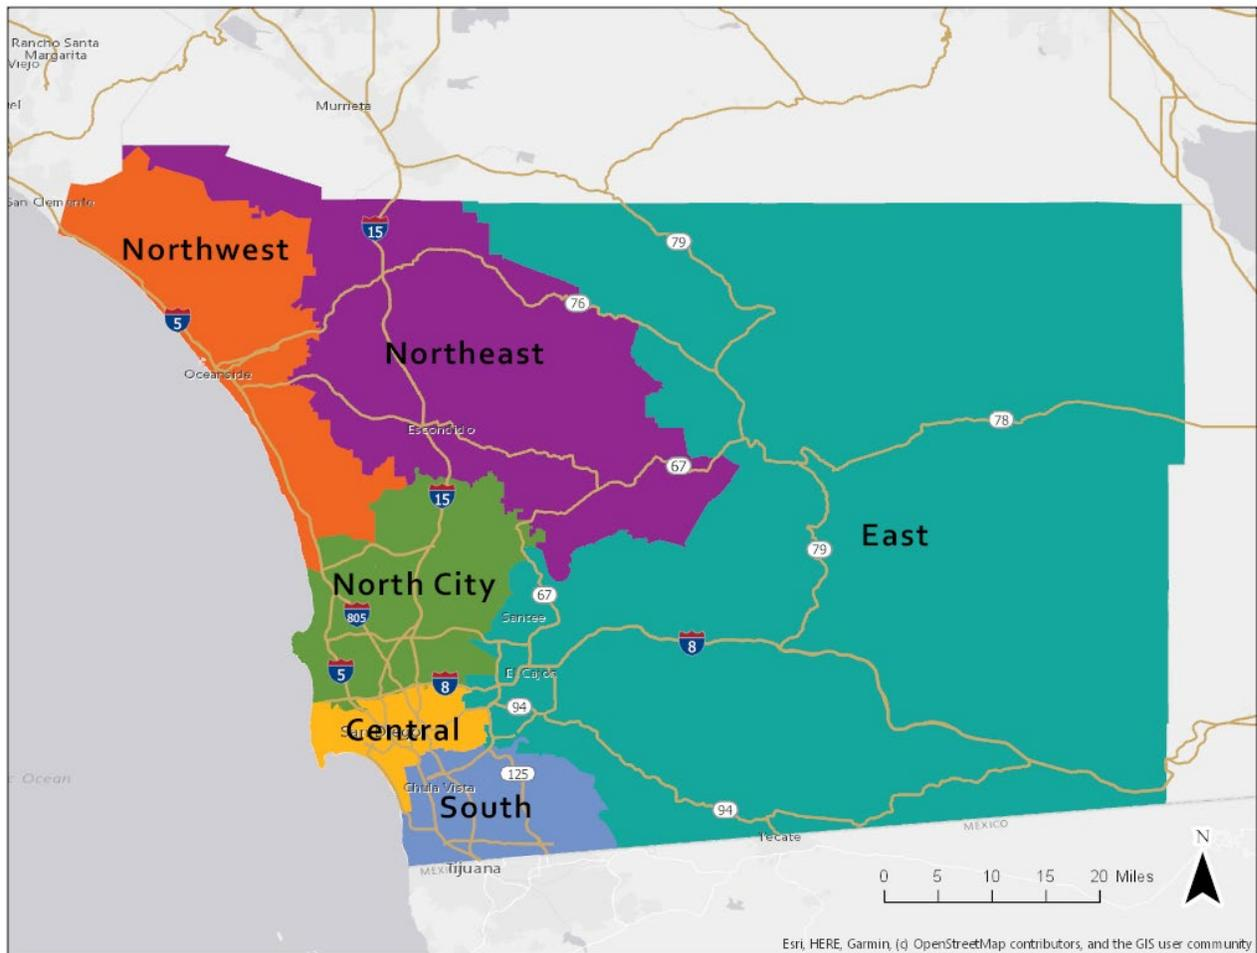 Rancho Santa
Margarita
Viejo
el
Murrieta
San Clemente
Northwest
15
79
5
76
Oceanside
Northeast
Escondido
78
67
15
East
79
North City
67
805
Santee
8
5
El Cajon
8
94
Central
San Diego
c Ocean
Chula Vista
125
South
94
Tecate
MEXICO
N
MEXI
Tijuana
0 5 10 15 20 Miles
Esri, HERE, Garmin, (c) OpenStreetMap contributors, and the GIS user community